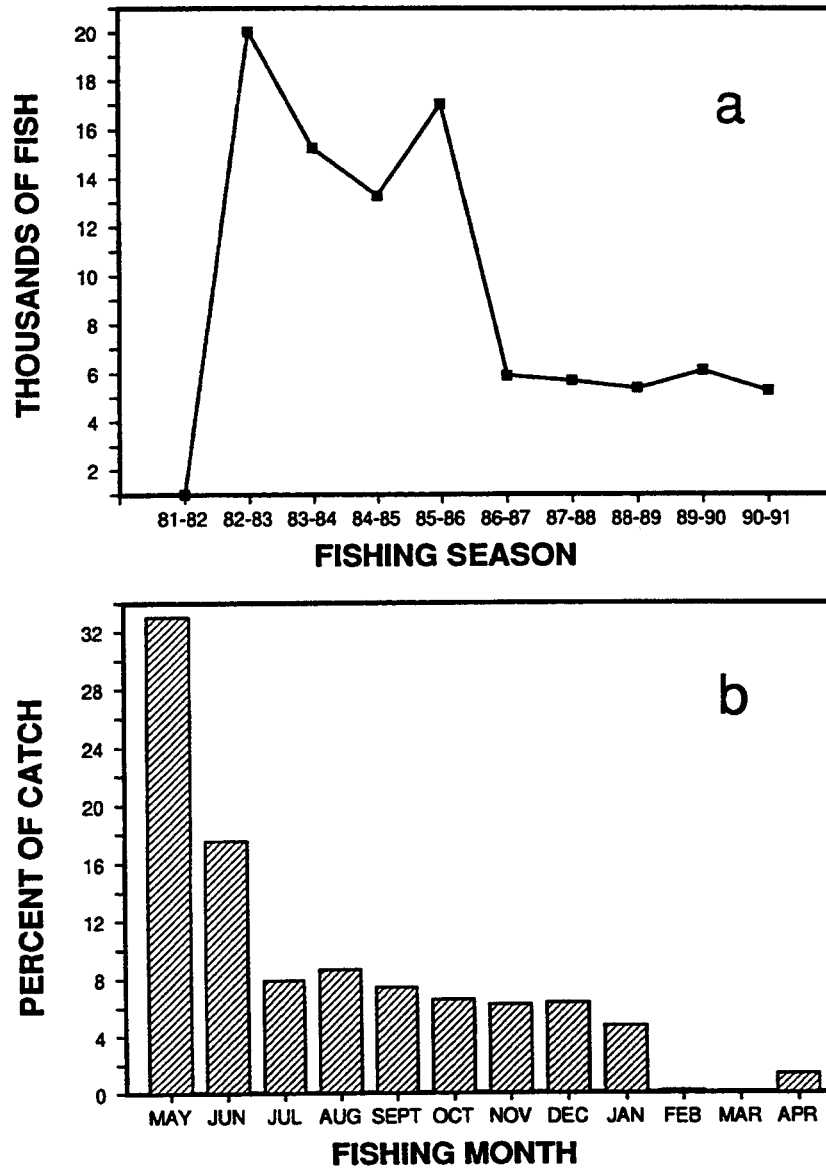 THOUSANDS OF FISH
20
18
16
14
12
10
8
6
4
2
a
81-82 82-83 83-84 84-85 85-86 86-87 87-88 88-89 89-90 90-91
FISHING SEASON
PERCENT OF CATCH
32
28
24
20
16
12
8
4
0
b
MAY JUN JUL AUG SEPT OCT NOV DEC JAN FEB MAR APR
FISHING MONTH